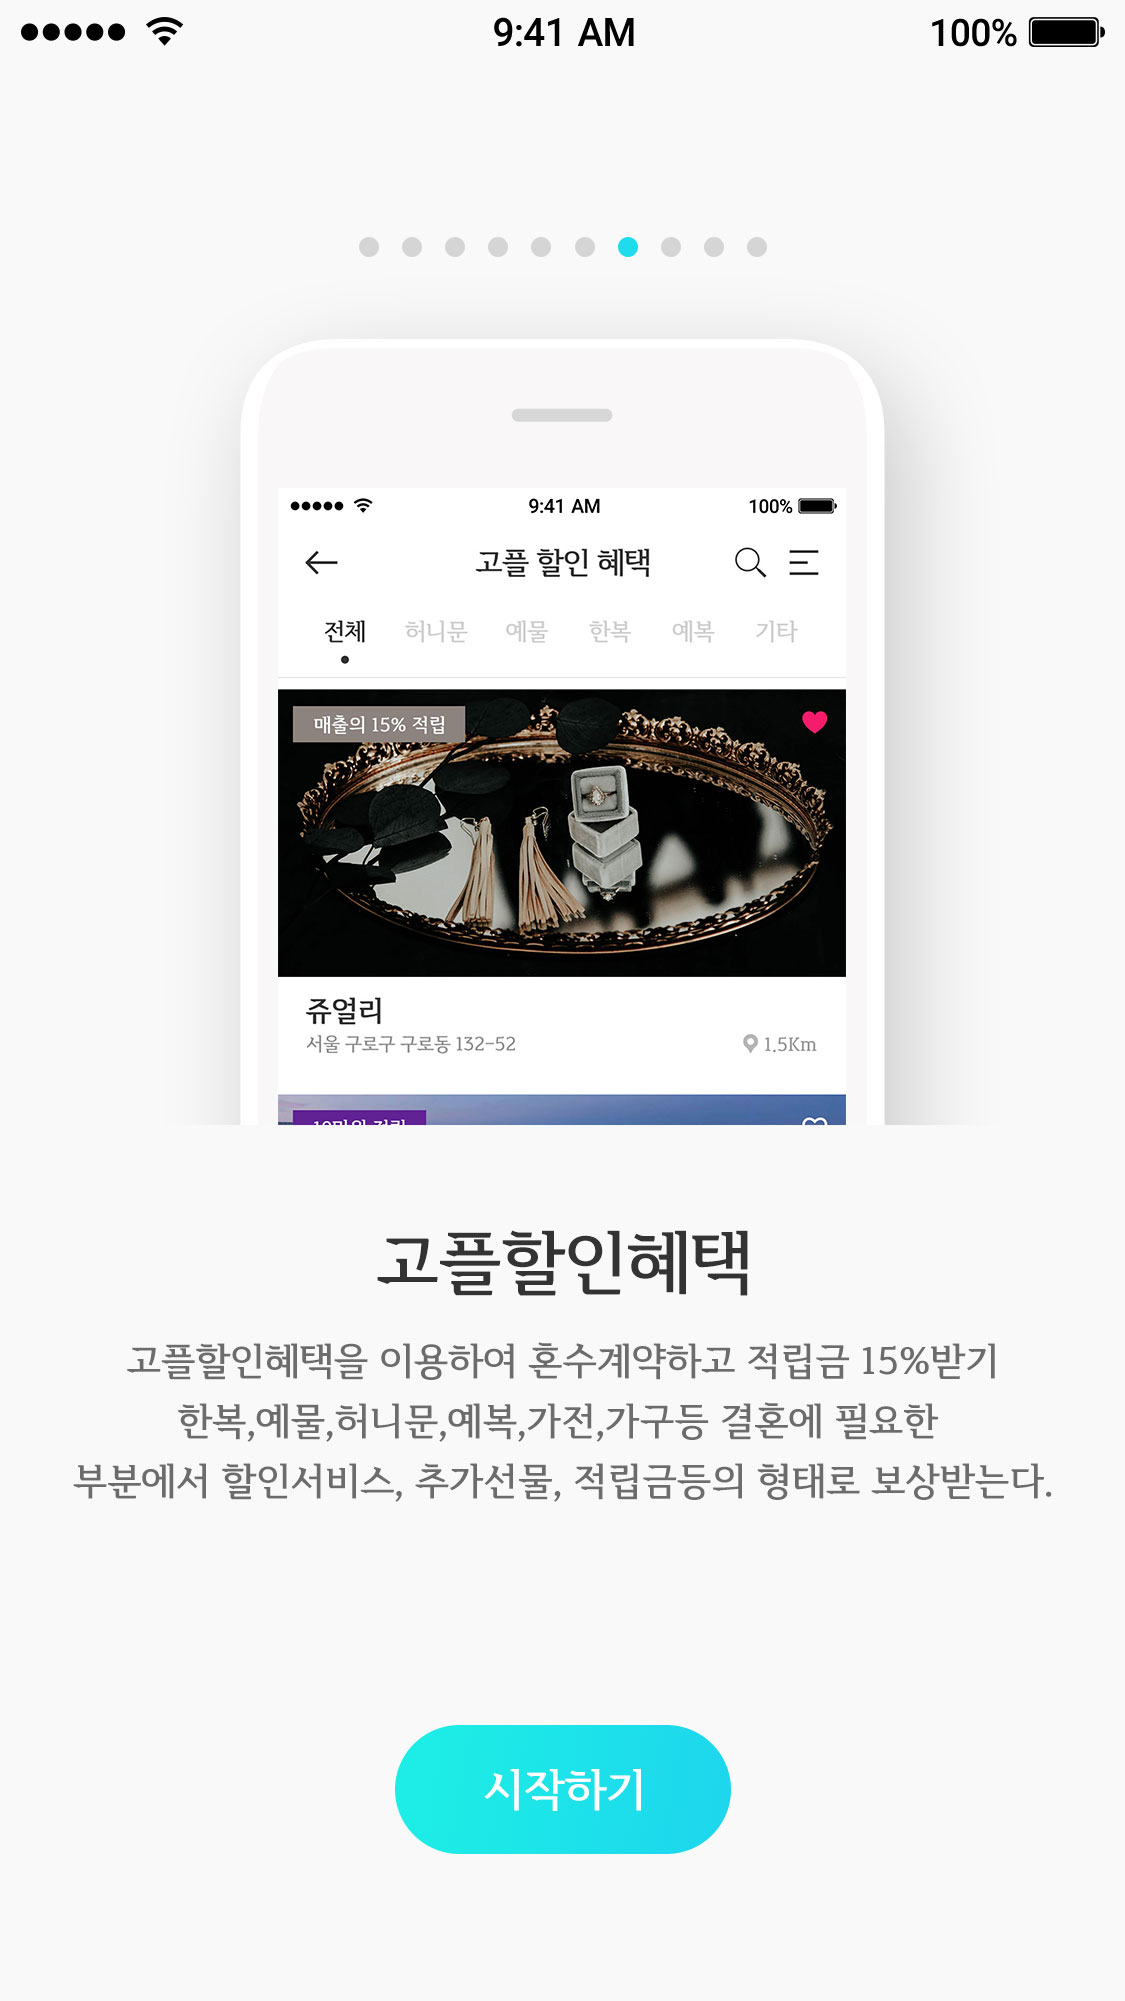 9:41 AM
100%
9:41 AM
100%
고플 할인 혜택
전체 허니문 예물 한복 예복 기타
매출의 15% 적립
쥬얼리
서울 구로구 구로동 132-52
1.5Km
고플할인혜택
고플할인혜택을 이용하여 혼수계약하고 적립금 15%받기
한복,예물,허니문,예복,가전,가구등 결혼에 필요한
부분에서 할인서비스, 추가선물, 적립금등의 형태로 보상받는다.
시작하기